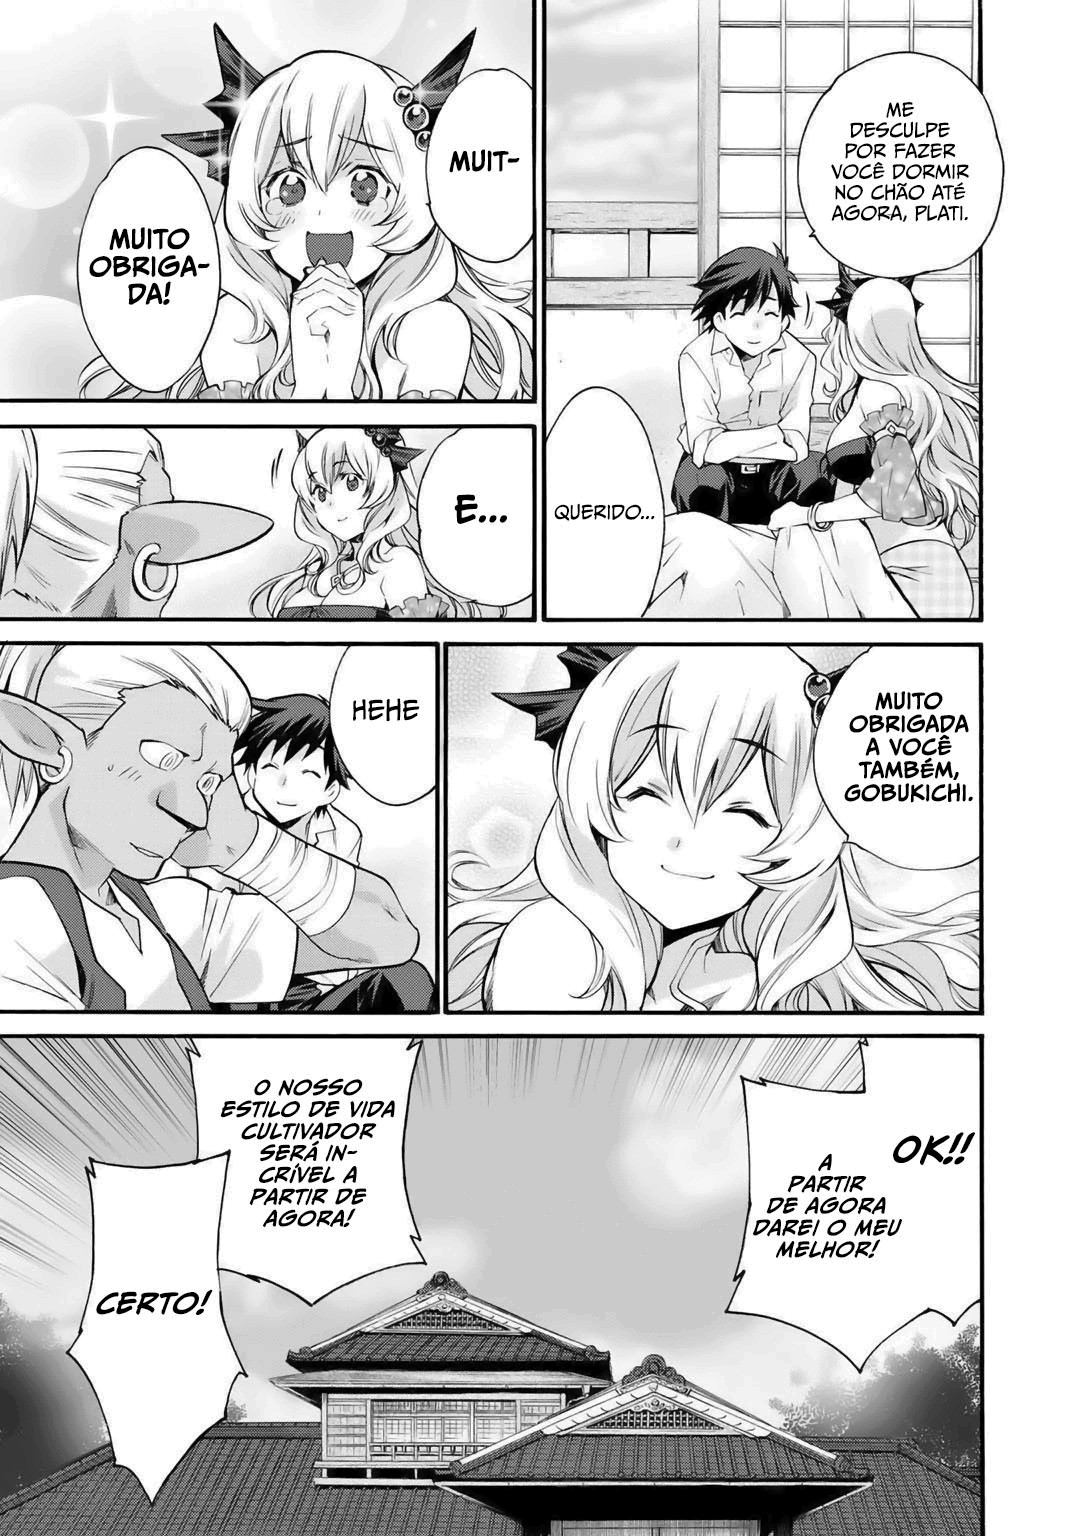 ME
DESCULPE
POR FAZER
VOCÊ DORMIR
NO CHÃO ATÉ
AGORA, PLATI.
QUERIDO...
MUIT-
MUITO
OBRIGA-
DA!
E...
MUITO
OBRIGADA
A VOCÊ
TAMBÉM,
GOBUKICHI.
HEHE
OK!!
A
PARTIR
DE AGORA
DAREI O MEU
MELHOR!
O NOSSO
ESTILO DE VIDA
CULTIVADOR
SERÁ IN-
CRÍVEL A
PARTIR DE
AGORA!
CERTO!